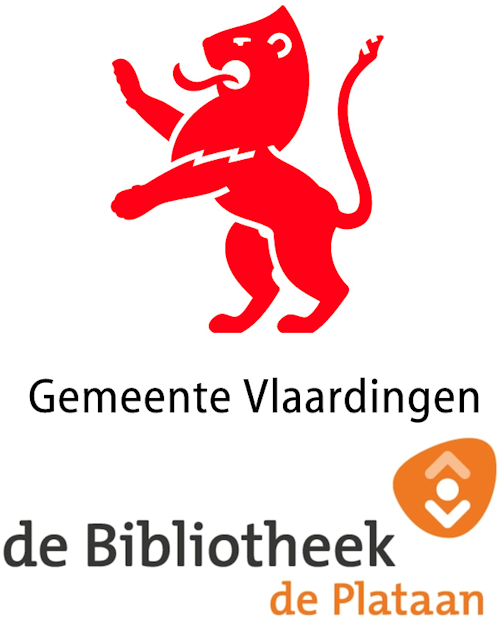 Gemeente Vlaardingen
de Bibliotheek
de Plataan